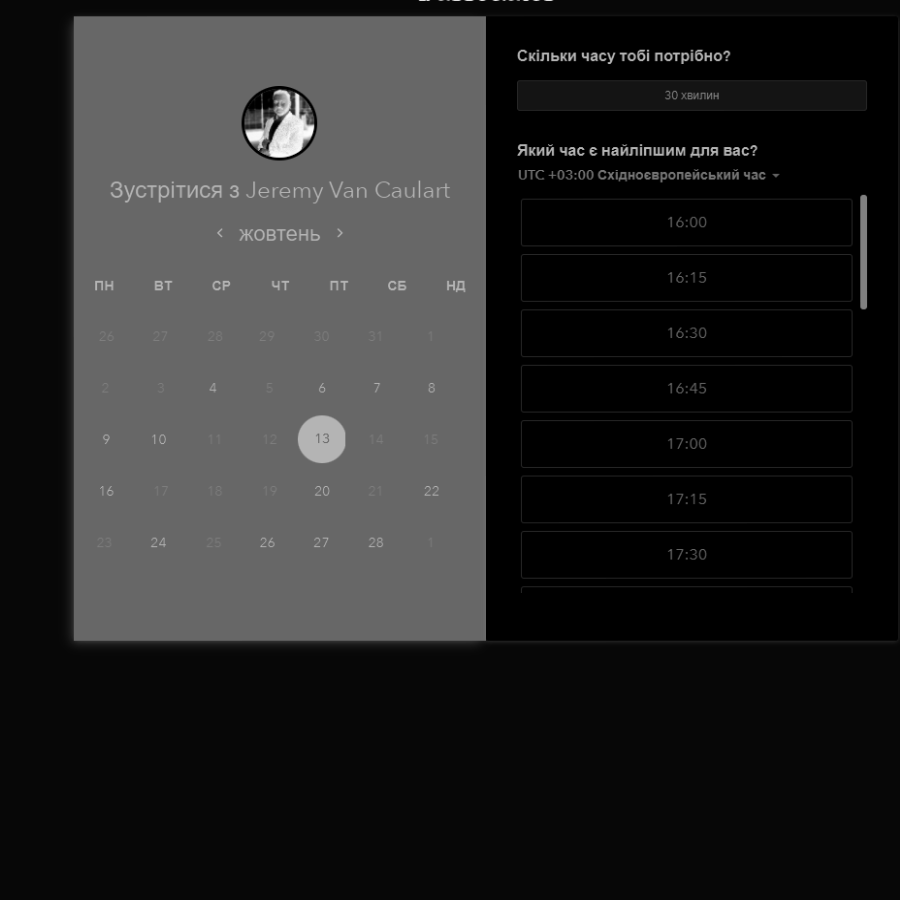 Зустрітися з Jeremy Van Caulart
жовтень
ПН ВТ СР ЧТ ПТ СБ НД
26 27 28 29 30 31 1
2 3 4 5 6 7 8
9 10 11 12 13 14 15
16 17 18 19 20 21 22
23 24 25 26 27 28 1
Скільки часу тобі потрібно?
30 хвилин
Який час є найліпшим для вас?
UTC +03:00 Східноєвропейський час
16:00
16:15
16:30
16:45
17:00
17:15
17:30